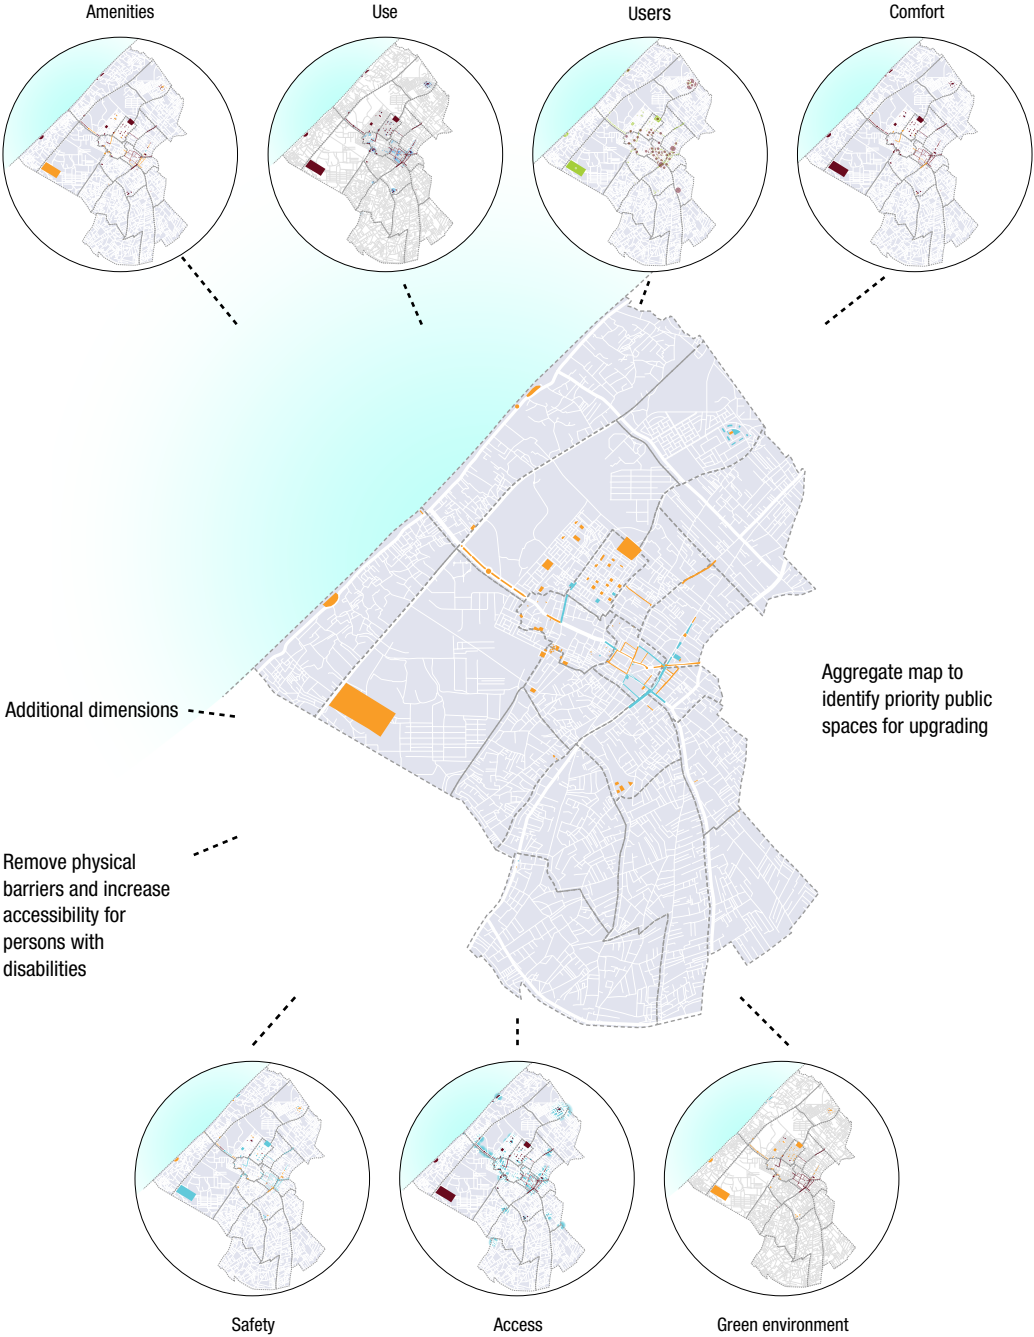 Amenities
Use
Users
Comfort
Aggregate map to
identify priority public
spaces for upgrading
Additional dimensions
Remove physical
barriers and increase
accessibility for
persons with
disabilities
Safety
Access
Green environment